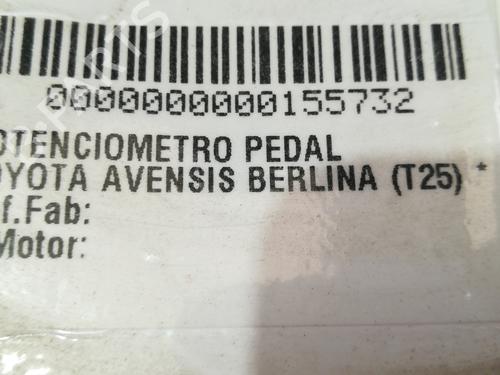 0000000000155732
OTENCIOMETRO PEDAL
OYOTA AVENSIS BERLINA (T25) *
f.Fab:
Motor: